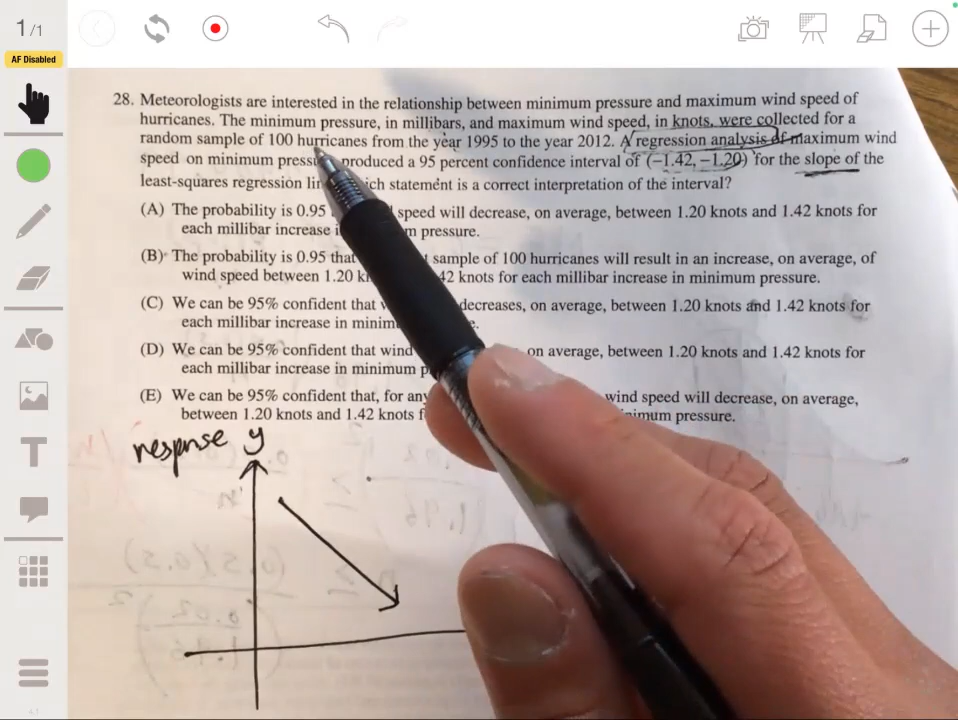 1/1
AF Disabled
28. Meteorologists are interested in the relationship between minimum pressure and maximum wind speed of
hurricanes. The minimum pressure, in millibars, and maximum wind speed, in knots, were collected for a
random sample of 100 hurricanes from the year 1995 to the year 2012. A regression analysis of maximum wind
speed on minimum produced a 95 percent confidence interval of (−1.42, −1.20) for the slope of the
least-squares regression statement is a correct interpretation of the interval?
(A) The probability is 0.95 speed will decrease, on average, between 1.20 knots and 1.42 knots for
each millibar increase pressure.
(B) The probability is 0.95 that sample of 100 hurricanes will result in an increase, on average, of
wind speed between 1.20 42 knots for each millibar increase in minimum pressure.
(C) We can be 95% confident that decreases, on average, between 1.20 knots and 1.42 knots for
each millibar increase in
(D) We can be 95% confident that wind on average, between 1.20 knots and 1.42 knots for
each millibar increase in minimum
(E) We can be 95% confident that, for any wind speed will decrease, on average,
between 1.20 knots and 1.42 knots pressure.
response y
T